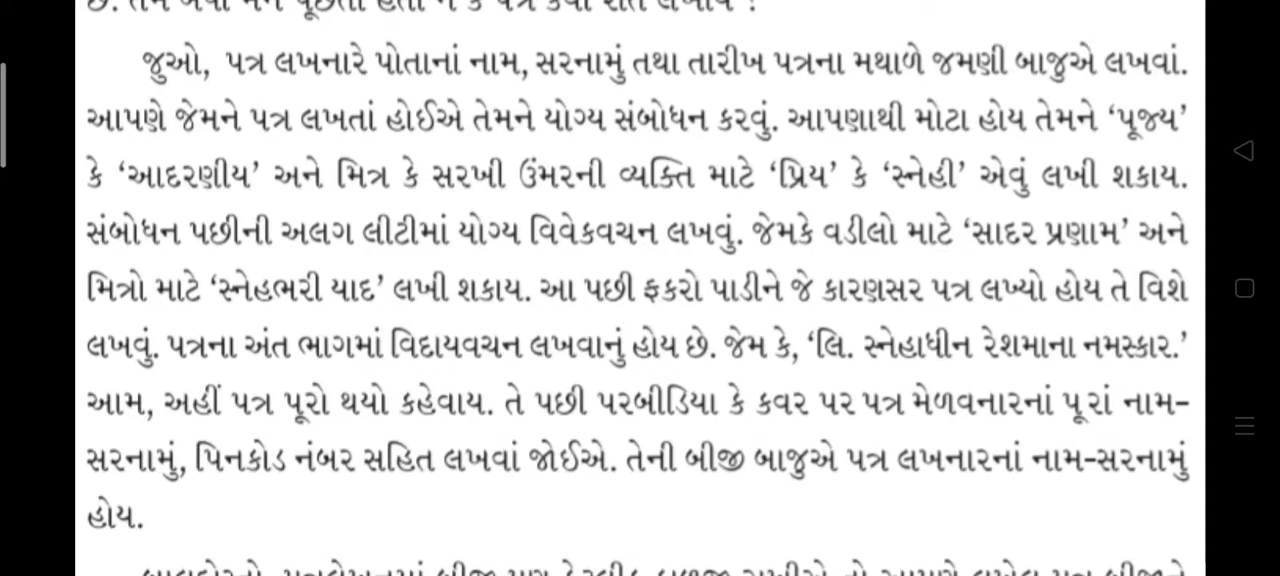 જુઓ, પત્ર લખનારે પોતાનાં નામ, સરનામું તથા તારીખ પત્રના મથાળે જમણી બાજુએ લખવાં.
આપણે જેમને પત્ર લખતાં હોઈએ તેમને યોગ્ય સંબોધન કરવું. આપણાથી મોટા હોય તેમને ‘પૂજ્ય’
કે ‘આદરણીય’ અને મિત્ર કે સરખી ઉંમરની વ્યક્તિ માટે ‘પ્રિય’ કે ‘સ્નેહી’ એવું લખી શકાય.
સંબોધન પછીની અલગ લીટીમાં યોગ્ય વિવેકવચન લખવું. જેમકે વડીલો માટે ‘સાદર પ્રણામ’ અને
મિત્રો માટે ‘સ્નેહભરી યાદ’ લખી શકાય. આ પછી ફકરો પાડીને જે કારણસર પત્ર લખ્યો હોય તે વિશે
લખવું. પત્રના અંત ભાગમાં વિદાયવચન લખવાનું હોય છે. જેમ કે, ‘લિ. સ્નેહાધીન રેશમાના નમસ્કાર.’
આમ, અહીં પત્ર પૂરો થયો કહેવાય. તે પછી પરબીડિયા કે કવર પર પત્ર મેળવનારનાં પૂરાં નામ-
સરનામું, પિનકોડ નંબર સહિત લખવાં જોઈએ. તેની બીજી બાજુએ પત્ર લખનારનાં નામ-સરનામું
હોય.